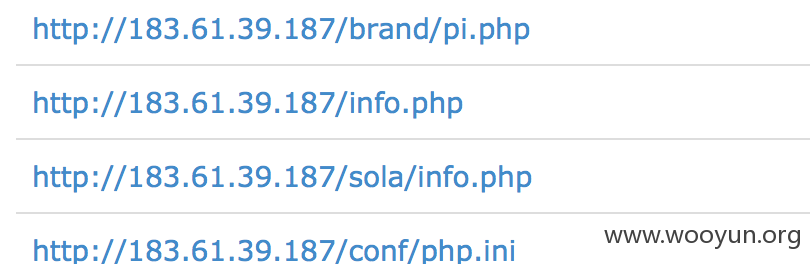 http://183.61.39.187/brand/pi.php
http://183.61.39.187/info.php
http://183.61.39.187/sola/info.php
http://183.61.39.187/conf/php.ini
www.wooyun.org